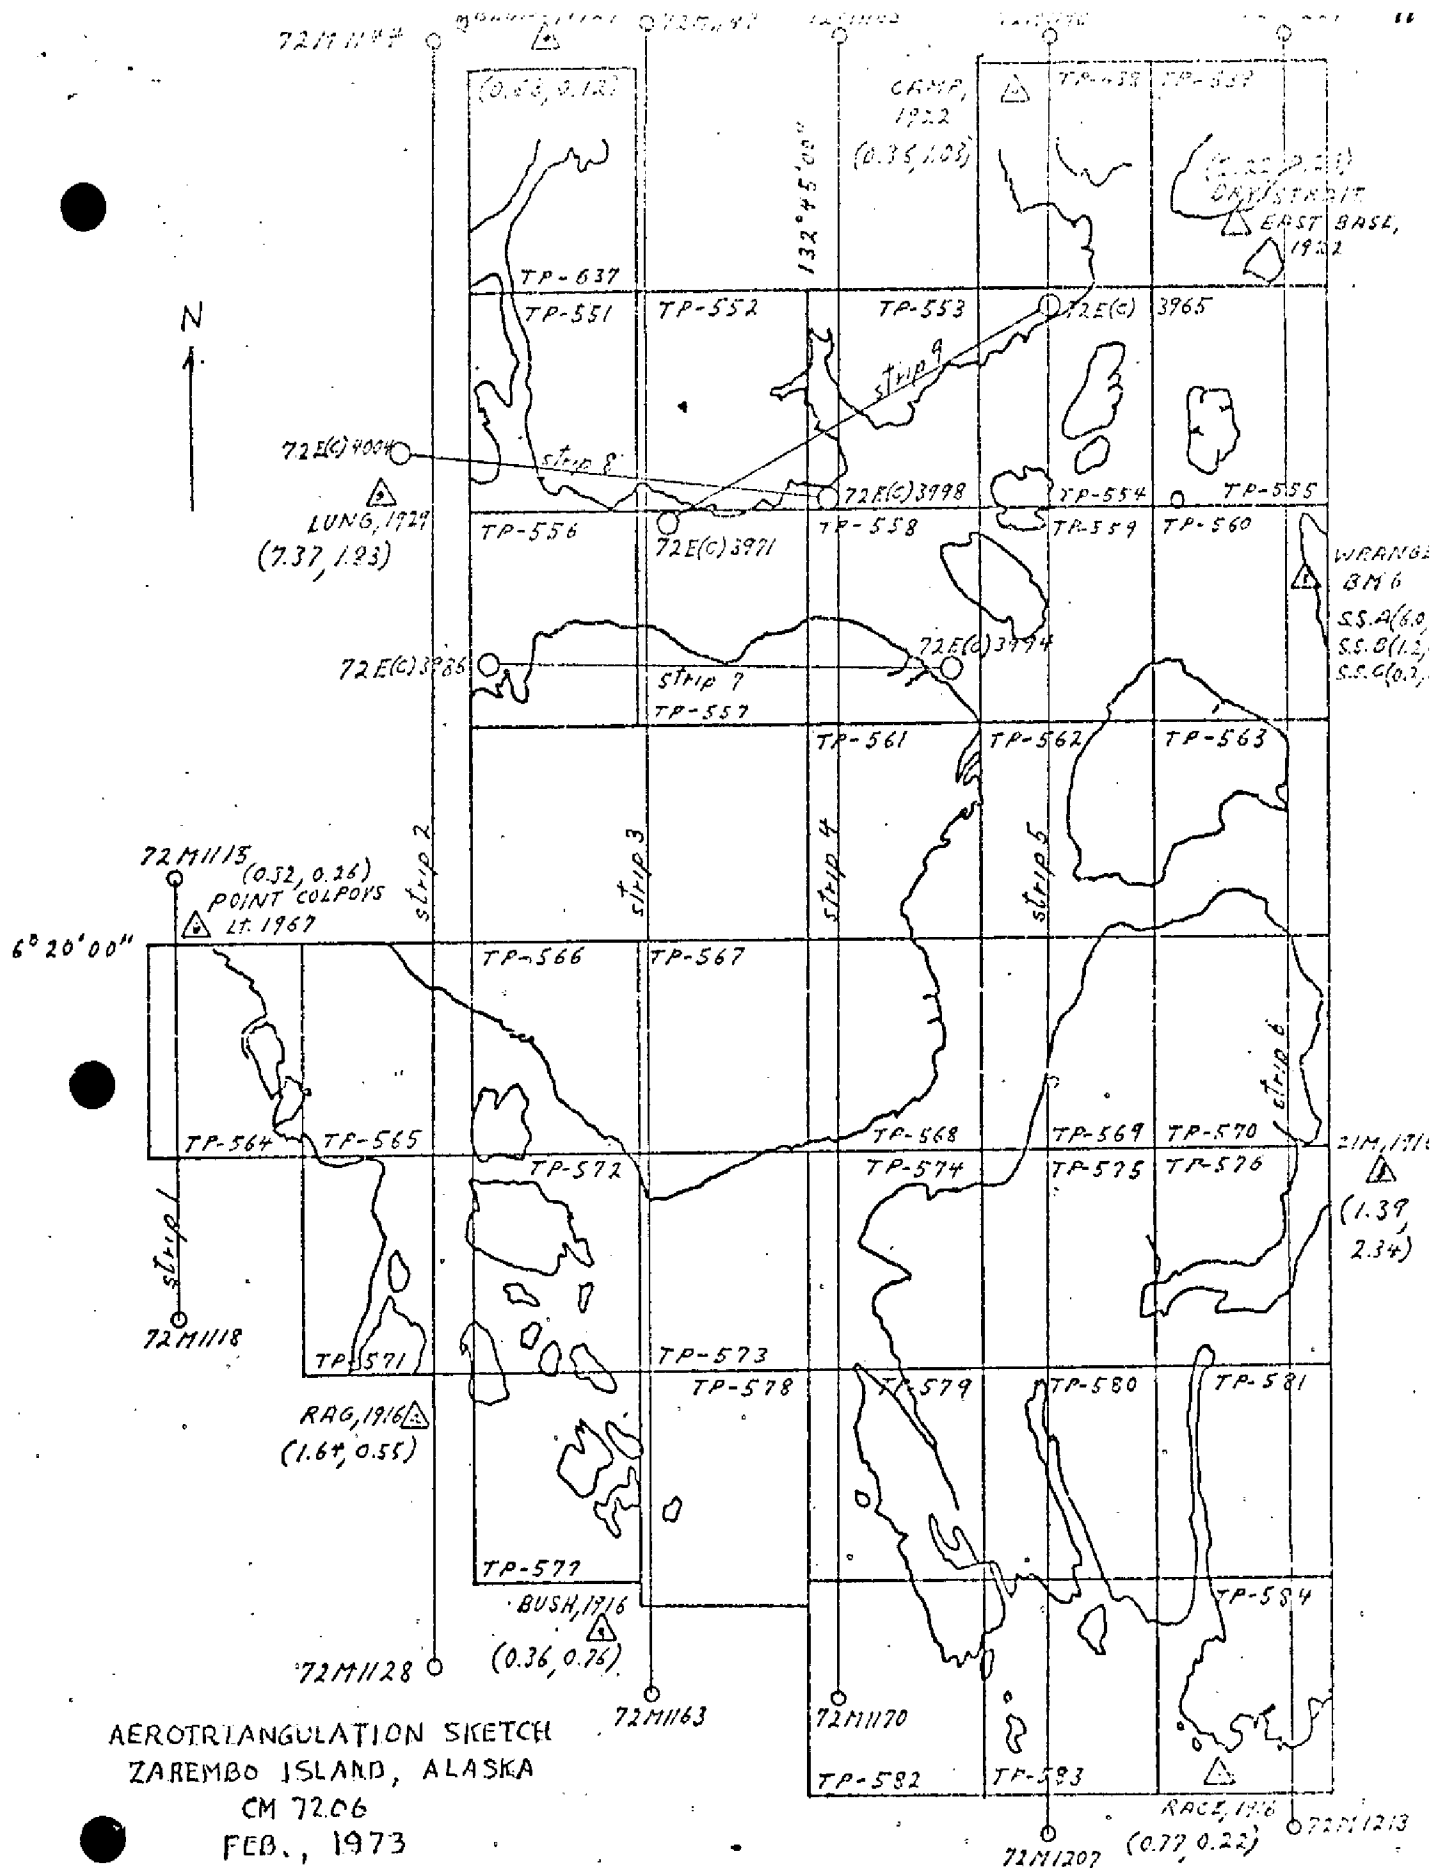 72M1144
(0.63, 0.12)
CAMP,
1922
(0.35, 1.03)
TP-638
TP-639
132°45'00"
DRY STRAIT
EAST BASE,
1922
N
TP-637
TP-551
TP-552
TP-553
72E(C) 3965
strip 9
72E(C)4004
strip 8
72E(C)3998
TP-554
TP-555
LUNG, 1929
(7.37, 1.83)
TP-556
72E(C)3971
TP-558
TP-559
TP-560
BM 6
72E(C)3986
72E(C)3994
strip 7
TP-557
TP-561
TP-562
TP-563
strip 2
strip 3
strip 4
strip 5
72M1115
(0.32, 0.26)
POINT COLPOYS
LT. 1967
6° 20' 00"
TP-566
TP-567
strip 6
TP-564
TP-565
TP-572
TP-568
TP-574
TP-569
TP-575
TP-570
TP-576
(1.39,
2.34)
strip 1
72M1118
TP-571
TP-573
TP-578
TP-579
TP-580
TP-581
RAG, 1916
(1.64, 0.55)
TP-577
BUSH, 1916
(0.36, 0.76)
TP-584
72M1128
72M1163
72M1170
TP-582
TP-583
RACE, 1916
(0.77, 0.22)
72M1207
72M1213
AEROTRIANGULATION SKETCH
ZAREMBO ISLAND, ALASKA
CM 7206
FEB., 1973